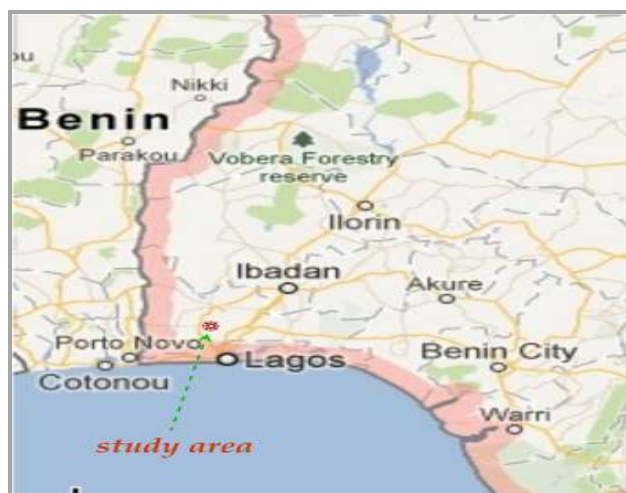 Nikki
Benin
Parakou
Vobera Forestry
reserve
Ilorin
Ibadan
Akure
Porto Novo
Lagos
Benin City
Cotonou
Warri
study area